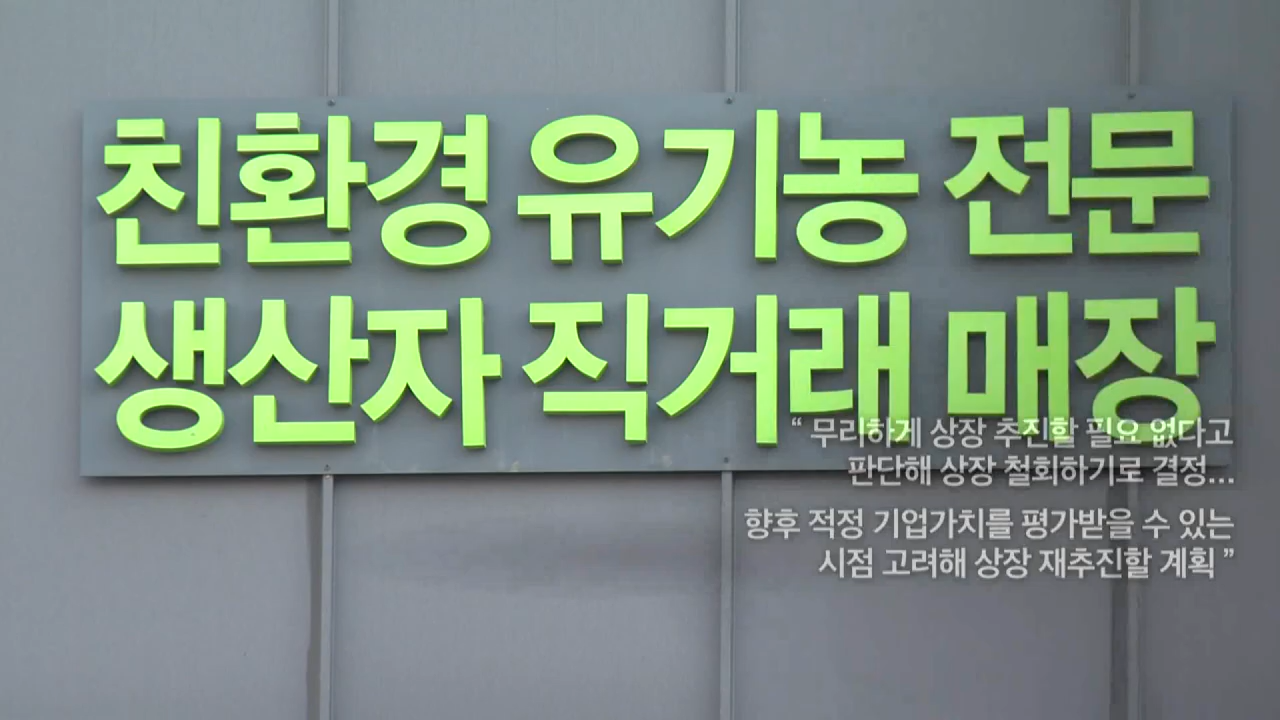 친환경 유기농 전문
생산자 직거래 매장
“ 무리하게 상장 추진할 필요 없다고
판단해 상장 철회하기로 결정...
향후 적정 기업가치를 평가받을 수 있는
시점 고려해 상장 재추진할 계획 ”